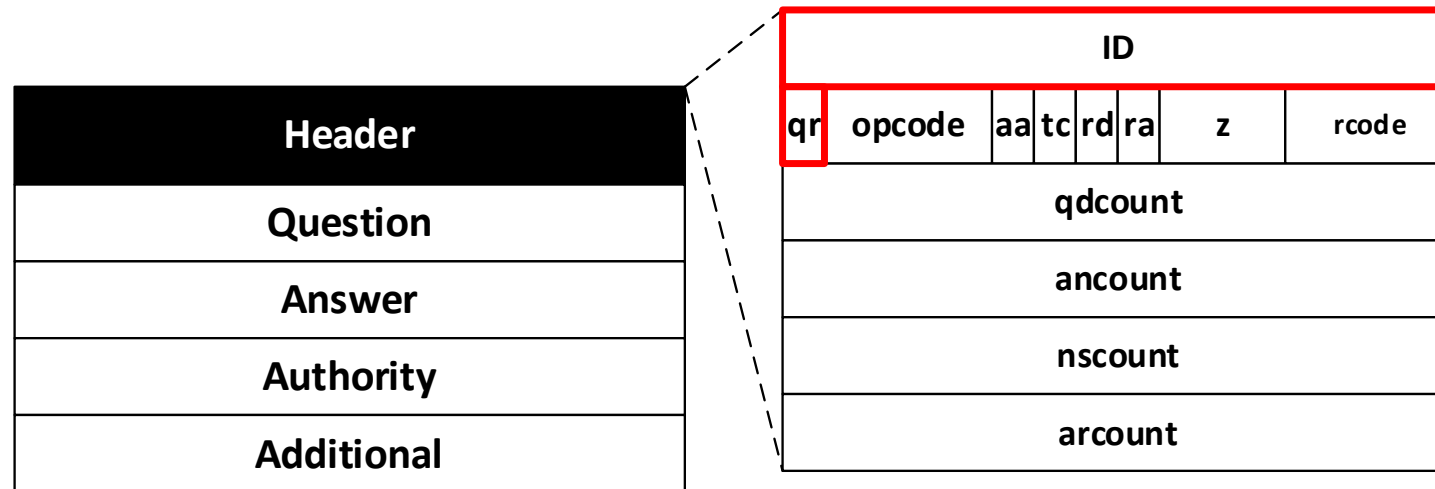 Header
Question
Answer
Authority
Additional
ID
qr opcode aa tc rd ra z rcode
qdcount
ancount
nscount
arcount